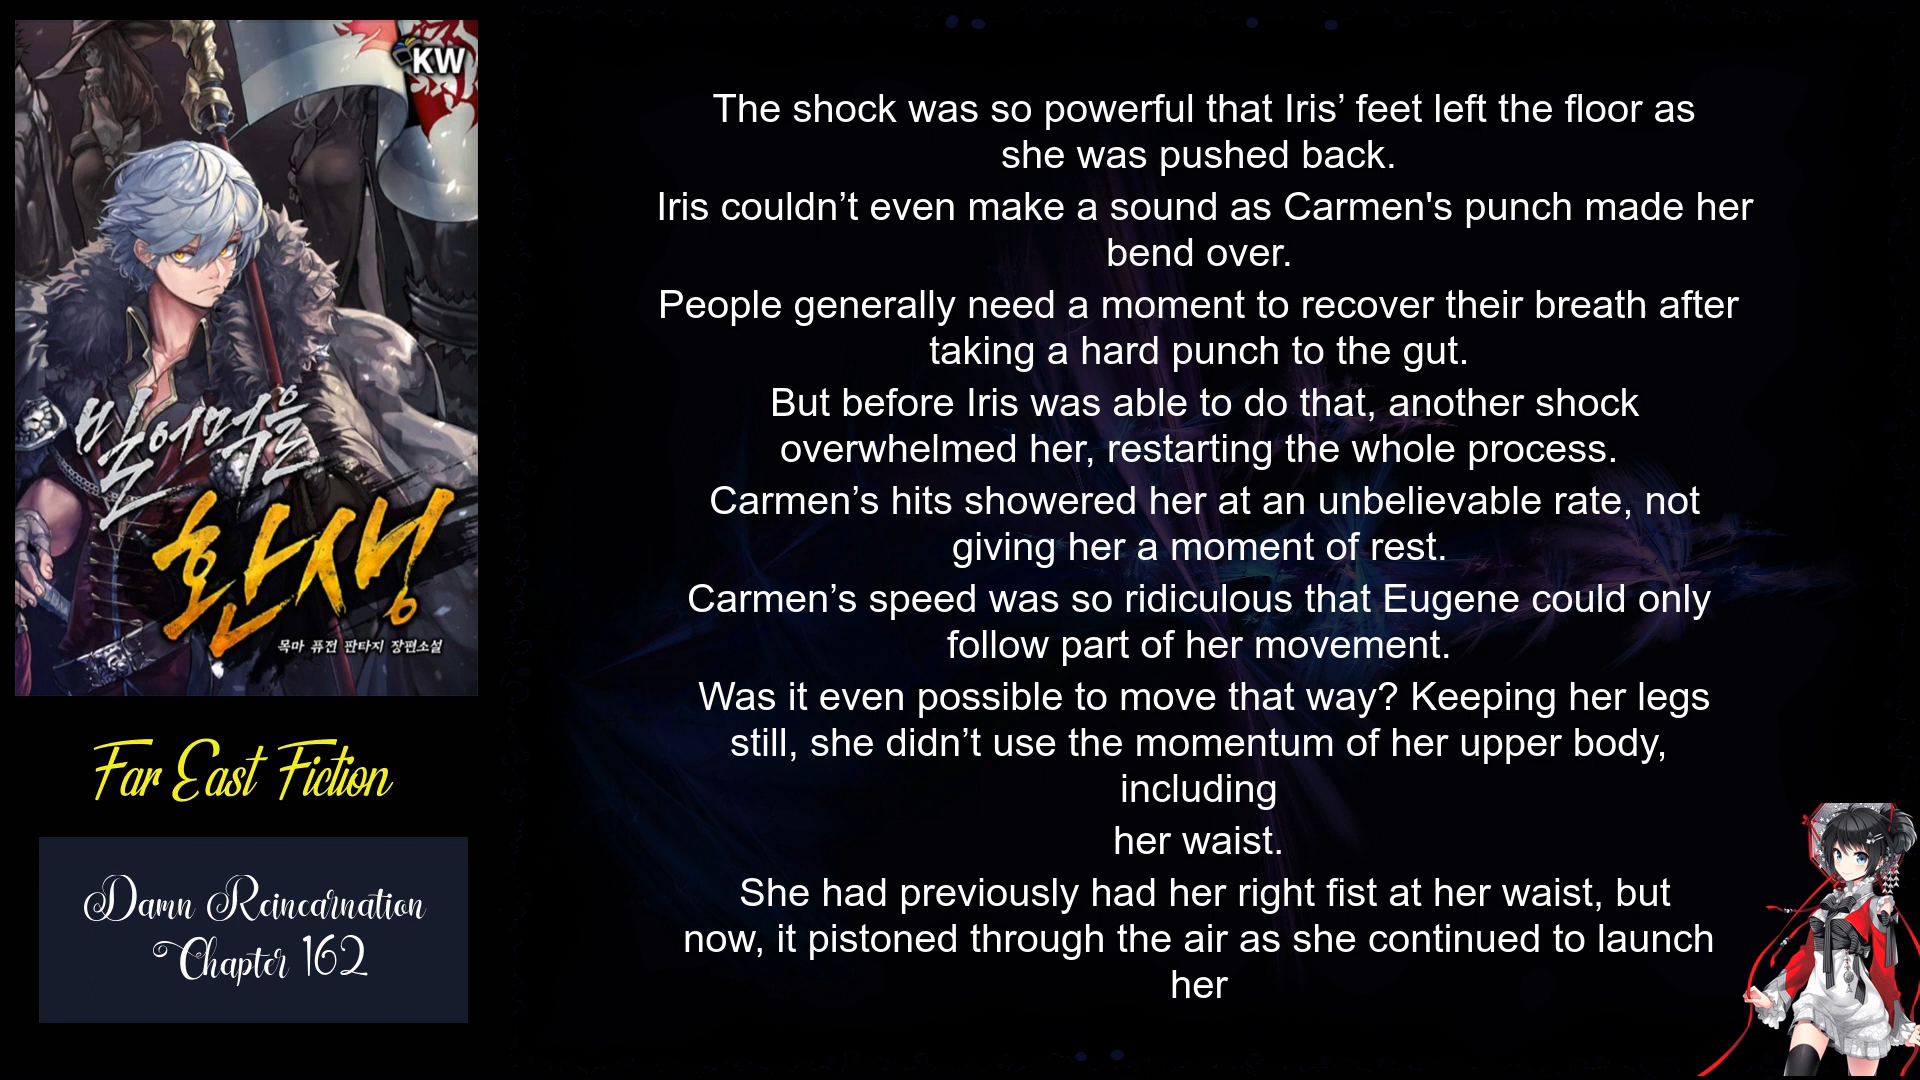 KW
빌어먹을
환생
목마 퓨전 판타지 장편소설
Far East Fiction
Damn Reincarnation
Chapter 162
The shock was so powerful that Iris’ feet left the floor as
she was pushed back.
Iris couldn’t even make a sound as Carmen's punch made her
bend over.
People generally need a moment to recover their breath after
taking a hard punch to the gut.
But before Iris was able to do that, another shock
overwhelmed her, restarting the whole process.
Carmen’s hits showered her at an unbelievable rate, not
giving her a moment of rest.
Carmen’s speed was so ridiculous that Eugene could only
follow part of her movement.
Was it even possible to move that way? Keeping her legs
still, she didn’t use the momentum of her upper body,
including
her waist.
She had previously had her right fist at her waist, but
now, it pistoned through the air as she continued to launch
her